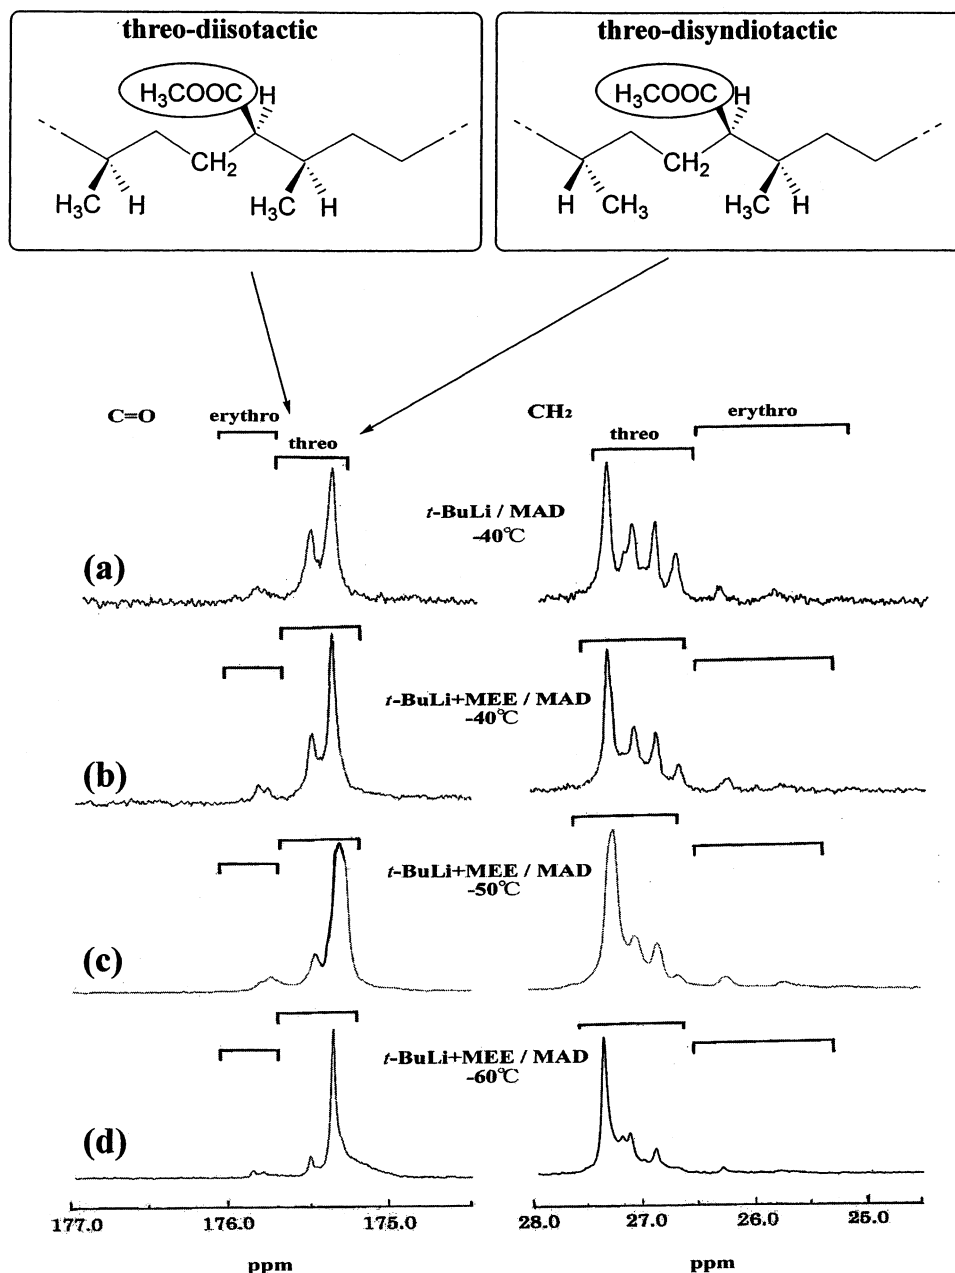 threo-diisotactic
threo-disyndiotactic
H₃COOC H
H₃COOC H
CH₂
CH₂
H₃C H
H₃C H
H CH₃
H₃C H
C=O
erythro
threo
CH₂
threo
erythro
t-BuLi / MAD
-40℃
(a)
t-BuLi+MEE / MAD
-40℃
(b)
t-BuLi+MEE / MAD
-50℃
(c)
t-BuLi+MEE / MAD
-60℃
(d)
177.0 176.0 175.0
28.0 27.0 26.0 25.0
ppm
ppm